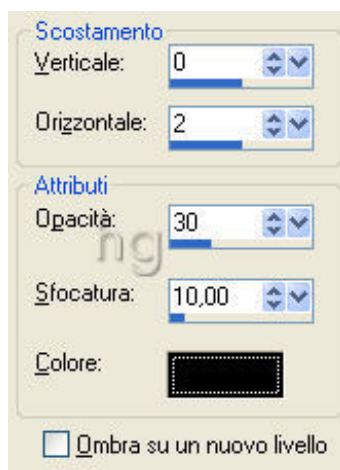 Scostamento
Verticale: 0
Orizzontale: 2
Attributi
Opacità: 30
ng
Sfocatura: 10,00
Colore:
Ombra su un nuovo livello